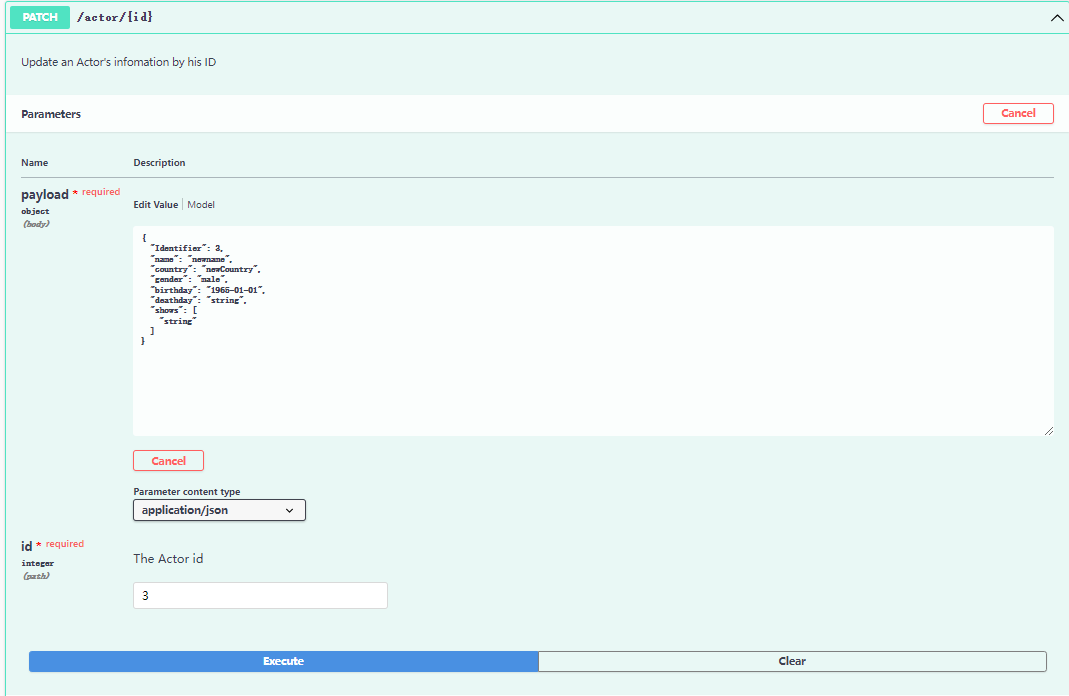 PATCH /actor/{id}
Update an Actor's infomation by his ID
Parameters
Cancel
Name Description
payload * required
object
(body)
Edit Value | Model
{
"Identifier": 3,
"name": "newname",
"country": "newCountry",
"gender": "male",
"birthday": "1965-01-01",
"deathday": "string",
"shows": [
"string"
]
}
Cancel
Parameter content type
application/json
id * required
integer
(path)
The Actor id
3
Execute
Clear